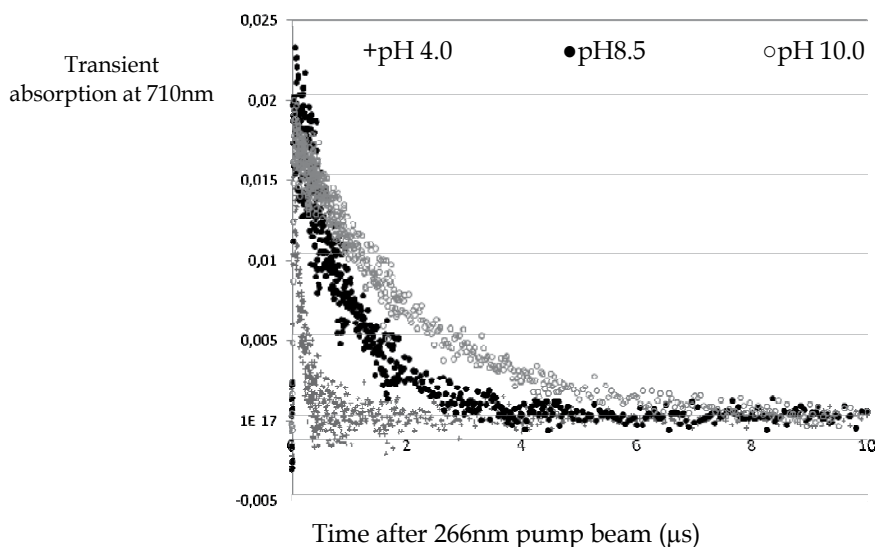 0,025
+pH 4.0 ●pH8.5 ○pH 10.0
Transient
absorption at 710nm
0,02
0,015
0,01
0,005
1E 17
0 2 4 6 8 10
-0,005
Time after 266nm pump beam (μs)